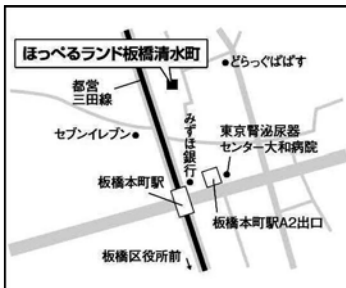 ほっぺるランド板橋清水町
どらっぐぱぱす
都営
三田線
セブンイレブン
みずほ銀行
東京腎泌尿器
センター大和病院
板橋本町駅
板橋本町駅A2出口
板橋区役所前